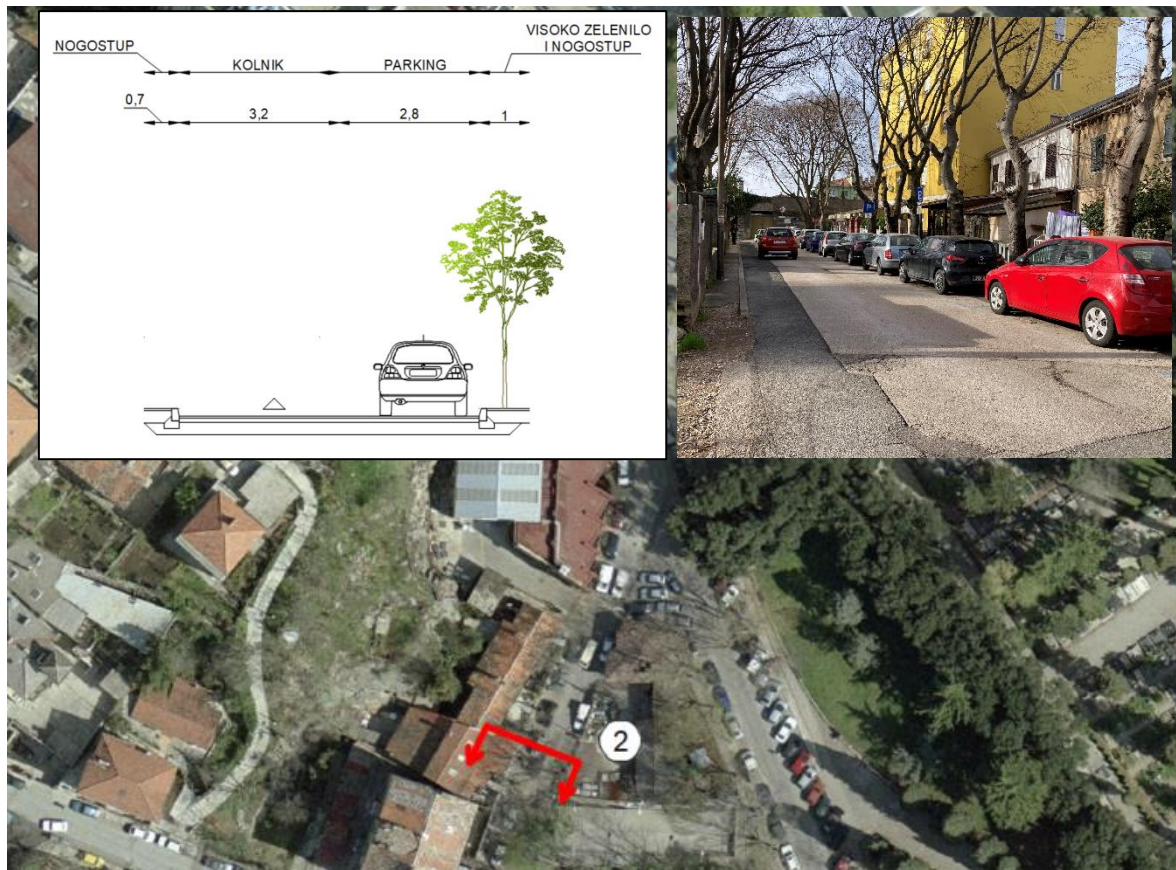 NOGOSTUP
KOLNIK
PARKING
VISOKO ZELENILO
I NOGOSTUP
0,7
3,2
2,8
1
2